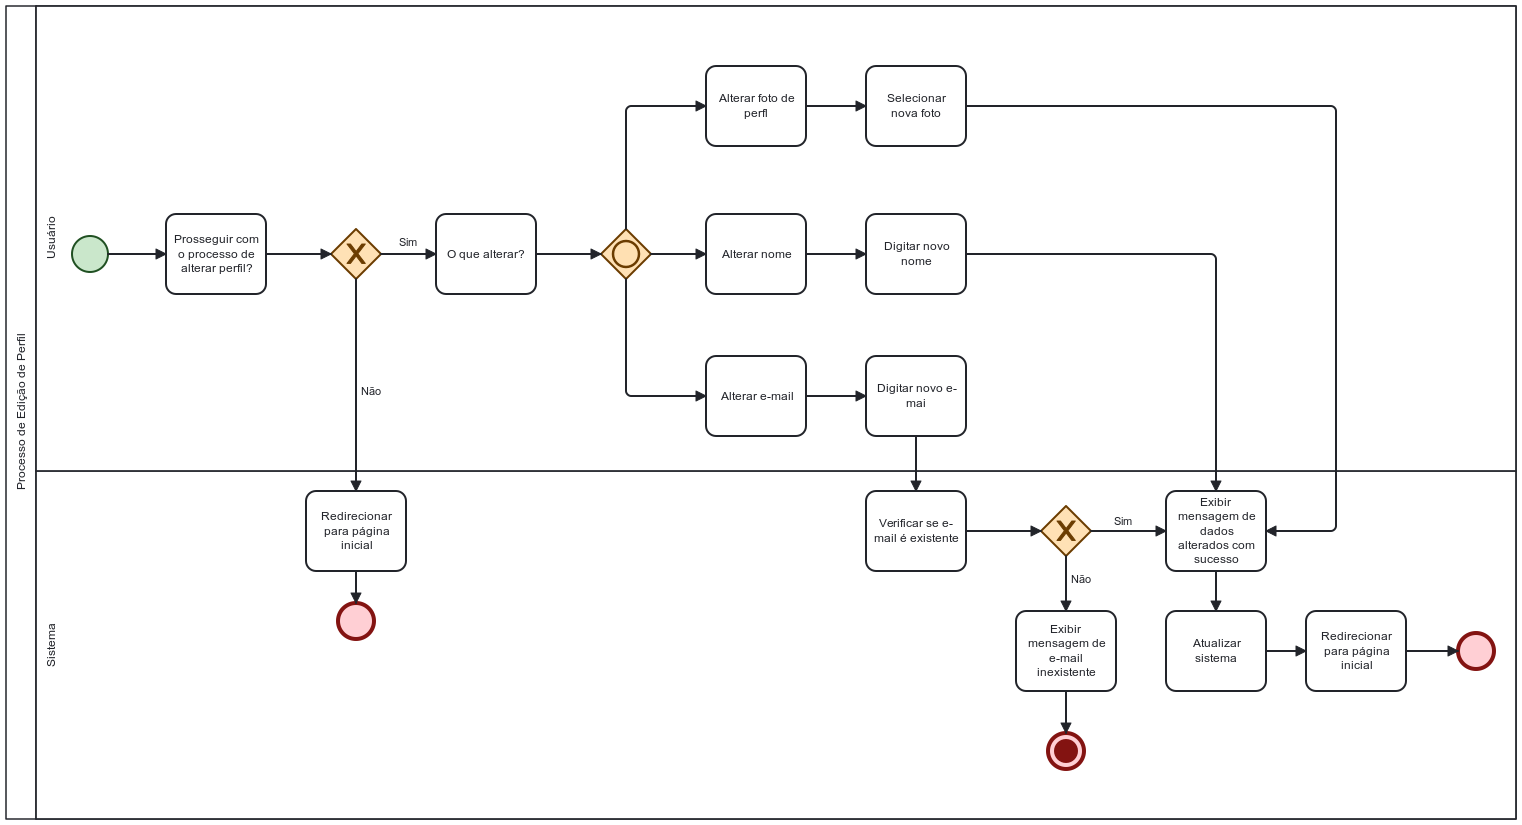 Processo de Edição de Perfil
Usuário
Prosseguir com
o processo de
alterar perfil?
X
Sim
Não
O que alterar?
Alterar foto de
perfl
Selecionar
nova foto
Alterar nome
Digitar novo
nome
Alterar e-mail
Digitar novo e-
mai
Sistema
Redirecionar
para página
inicial
Verificar se e-
mail é existente
X
Sim
Não
Exibir
mensagem de
dados
alterados com
sucesso
Exibir
mensagem de
e-mail
inexistente
Atualizar
sistema
Redirecionar
para página
inicial